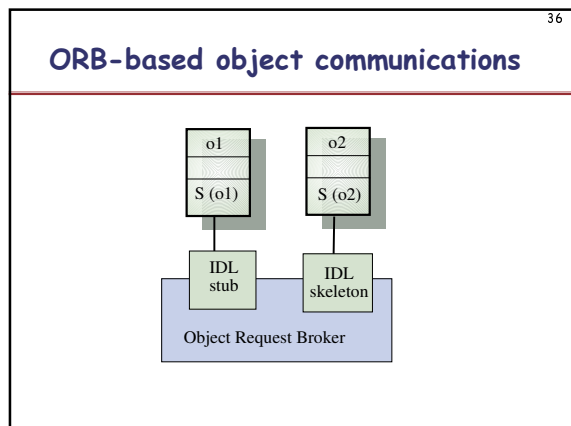 36
ORB-based object communications
o1
S (o1)
o2
S (o2)
IDL
stub
IDL
skeleton
Object Request Broker